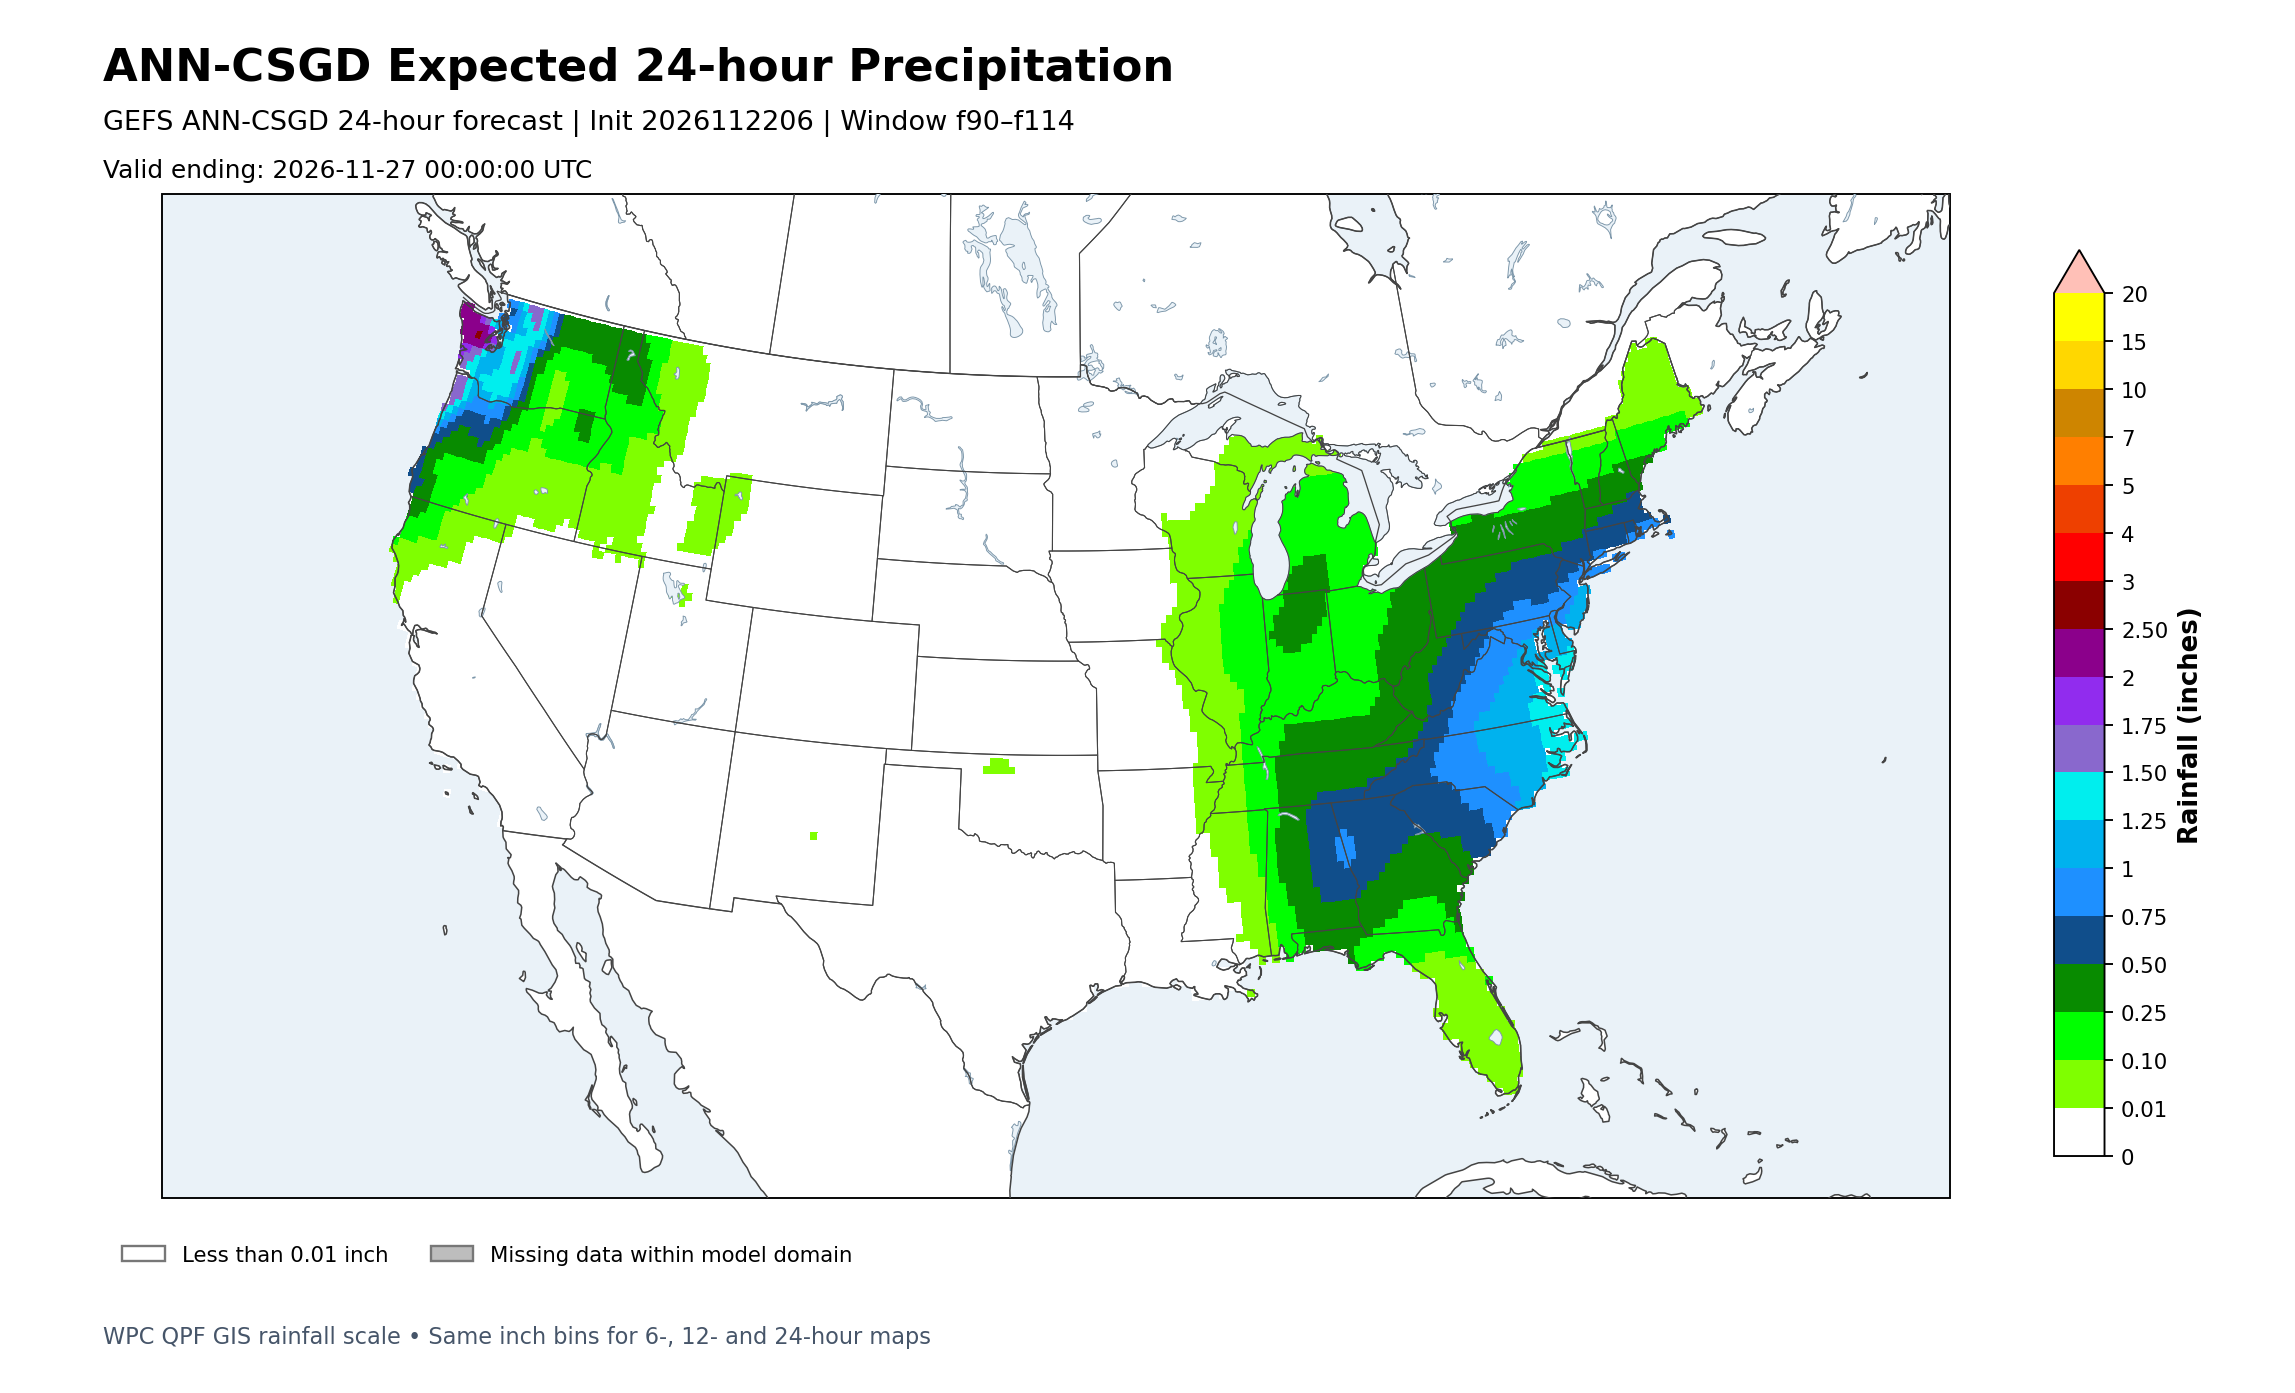 ANN-CSGD Expected 24-hour Precipitation
GEFS ANN-CSGD 24-hour forecast | Init 2026112206 | Window f90–f114
Valid ending: 2026-11-27 00:00:00 UTC
20
15
10
7
5
4
3
2.50
2
1.75
1.50
1.25
1
0.75
0.50
0.25
0.10
0.01
0
Rainfall (inches)
Less than 0.01 inch
Missing data within model domain
WPC QPF GIS rainfall scale • Same inch bins for 6-, 12- and 24-hour maps